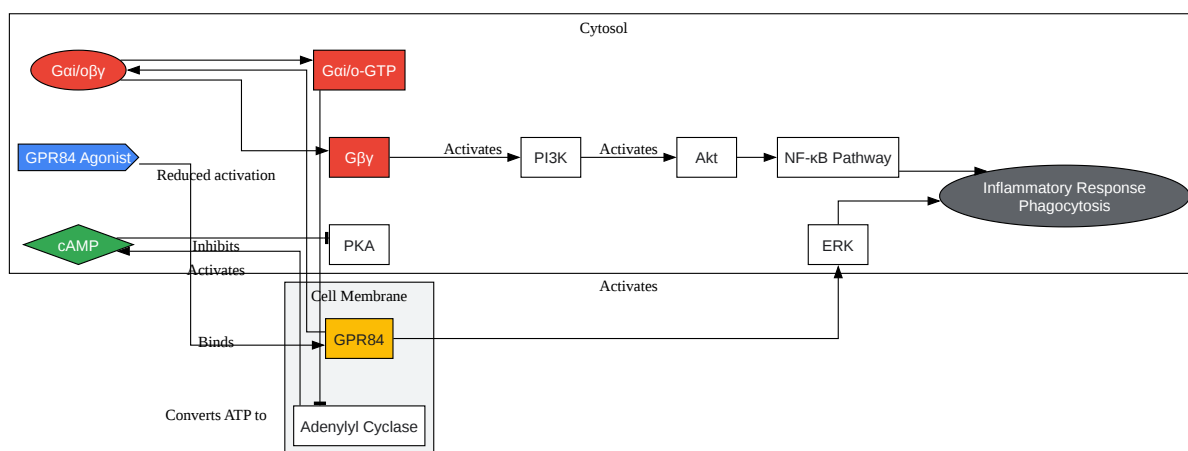 Cytosol
Gαi/oβγ
Gαi/o-GTP
GPR84 Agonist
Reduced activation
Gβγ
Activates
PI3K
Activates
Akt
NF-κB Pathway
Inflammatory Response
Phagocytosis
cAMP
Inhibits
PKA
ERK
Activates
Activates
Cell Membrane
GPR84
Binds
Converts ATP to
Adenylyl Cyclase